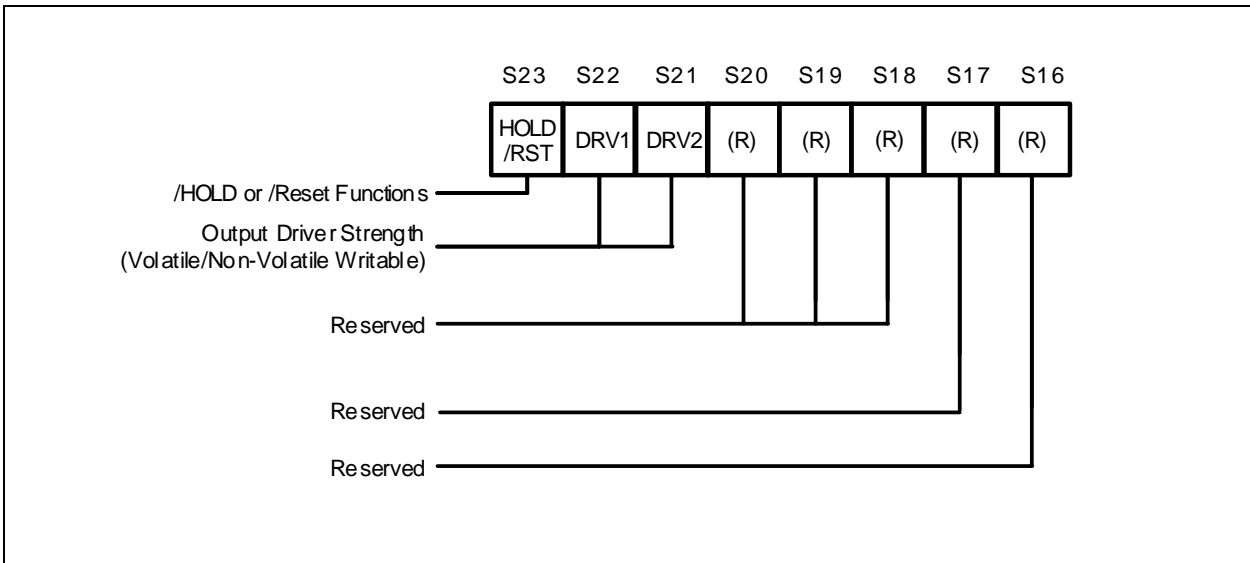 S23 S22 S21 S20 S19 S18 S17 S16
HOLD
/RST
DRV1 DRV2 (R) (R) (R) (R) (R)
/HOLD or /Reset Functions
Output Driver Strength
(Volatile/Non-Volatile Writable)
Reserved
Reserved
Reserved